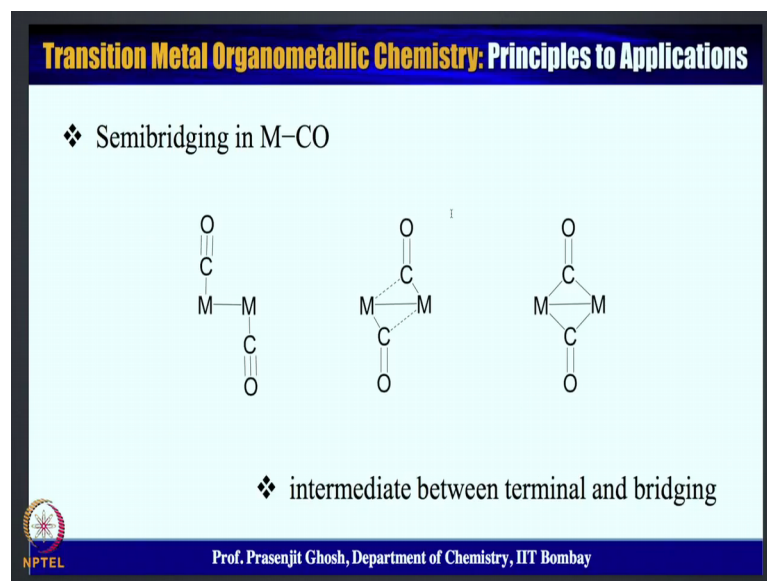 Transition Metal Organometallic Chemistry: Principles to Applications
❖ Semibridging in M−CO
O O O
C C C
M M M M M M
C C C
O O O
❖ intermediate between terminal and bridging
NPTEL
Prof. Prasenjit Ghosh, Department of Chemistry, IIT Bombay